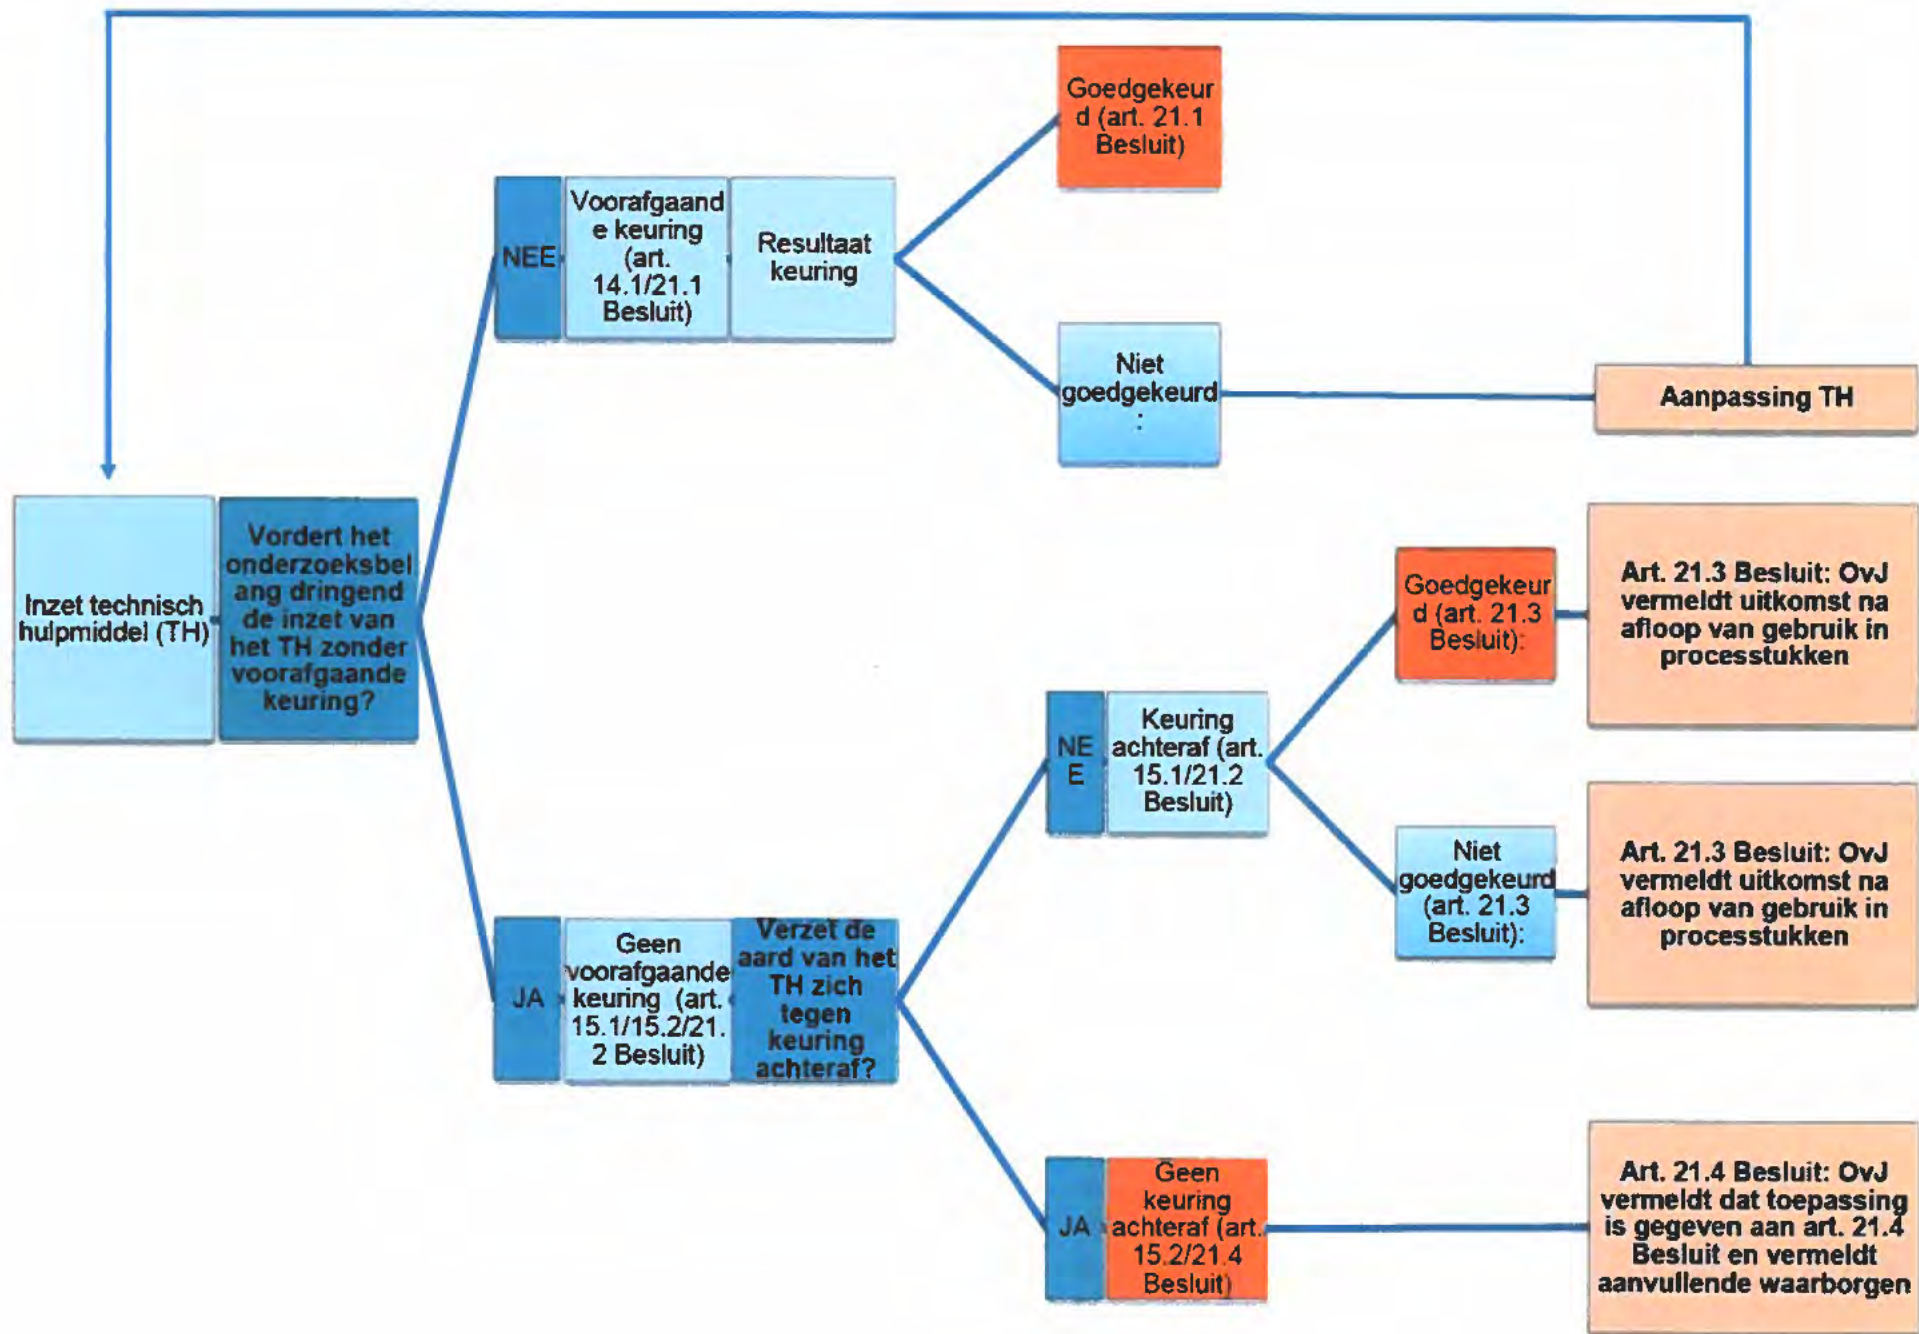 Inzet technisch
hulpmiddel (TH)
Vordert het
onderzoeksbel
ang dringend
de inzet van
het TH zonder
voorafgaande
keuring?
NEE
Voorafgaand
e keuring
(art.
14.1/21.1
Besluit)
Resultaat
keuring
Goedgekeur
d (art. 21.1
Besluit)
Niet
goedgekeurd
:
Aanpassing TH
JA
Geen
voorafgaande
keuring (art.
15.1/15.2/21.
2 Besluit)
Verzet de
aard van het
TH zich
tegen
keuring
achteraf?
NE
E
Keuring
achteraf (art.
15.1/21.2
Besluit)
Goedgekeur
d (art. 21.3
Besluit):
Art. 21.3 Besluit: OvJ
vermeldt uitkomst na
afloop van gebruik in
processtukken
Niet
goedgekeurd
(art. 21.3
Besluit):
Art. 21.3 Besluit: OvJ
vermeldt uitkomst na
afloop van gebruik in
processtukken
JA
Geen
keuring
achteraf (art.
15.2/21.4
Besluit)
Art. 21.4 Besluit: OvJ
vermeldt dat toepassing
is gegeven aan art. 21.4
Besluit en vermeldt
aanvullende waarborgen